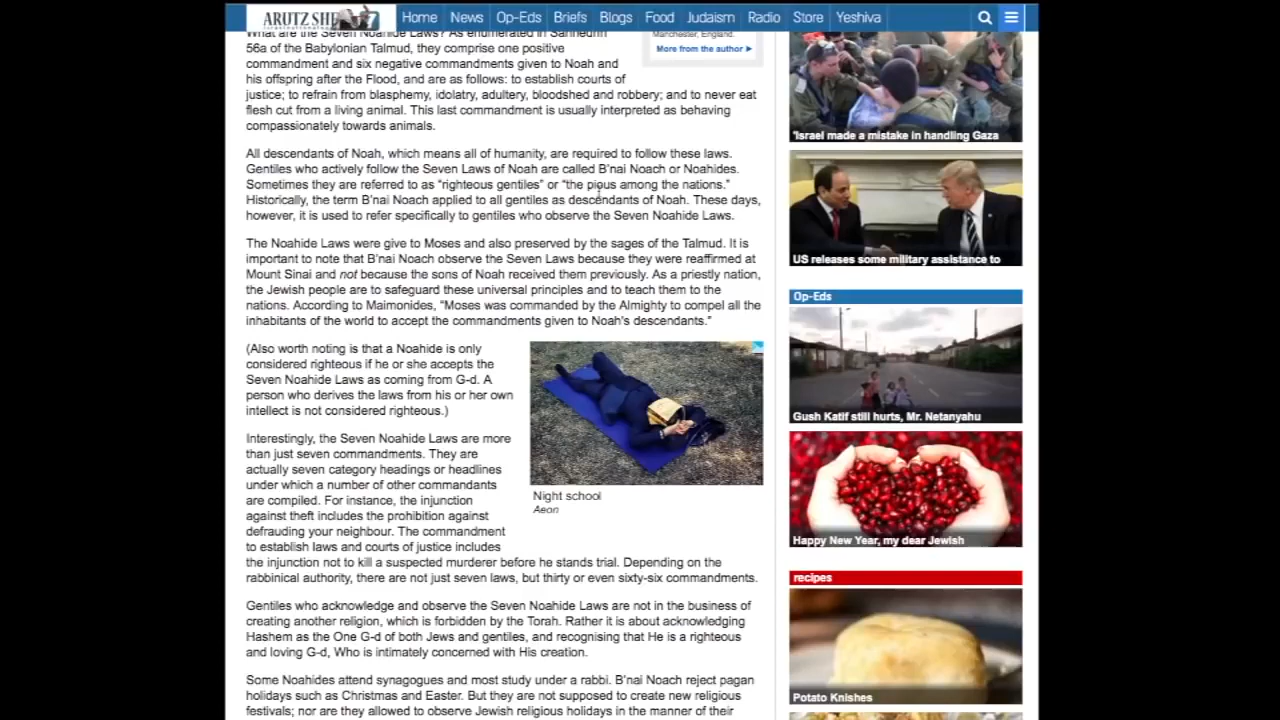 ARUTZ SHE 7
Home News Op-Eds Briefs Blogs Food Judaism Radio Store Yeshiva
What are the Seven Noahide Laws? As enumerated in Sanhedrin
56a of the Babylonian Talmud, they comprise one positive
commandment and six negative commandments given to Noah and
his offspring after the Flood, and are as follows: to establish courts of
justice; to refrain from blasphemy, idolatry, adultery, bloodshed and robbery; and to never eat
flesh cut from a living animal. This last commandment is usually interpreted as behaving
compassionately towards animals.
All descendants of Noah, which means all of humanity, are required to follow these laws.
Gentiles who actively follow the Seven Laws of Noah are called B'nai Noach or Noahides.
Sometimes they are referred to as “righteous gentiles” or “the pious among the nations.”
Historically, the term B'nai Noach applied to all gentiles as descendants of Noah. These days,
however, it is used to refer specifically to gentiles who observe the Seven Noahide Laws.
The Noahide Laws were give to Moses and also preserved by the sages of the Talmud. It is
important to note that B'nai Noach observe the Seven Laws because they were reaffirmed at
Mount Sinai and not because the sons of Noah received them previously. As a priestly nation,
the Jewish people are to safeguard these universal principles and to teach them to the
nations. According to Maimonides, “Moses was commanded by the Almighty to compel all the
inhabitants of the world to accept the commandments given to Noah's descendants.”
(Also worth noting is that a Noahide is only
considered righteous if he or she accepts the
Seven Noahide Laws as coming from G-d. A
person who derives the laws from his or her own
intellect is not considered righteous.)
Interestingly, the Seven Noahide Laws are more
than just seven commandments. They are
actually seven category headings or headlines
under which a number of other commandants
are compiled. For instance, the injunction
against theft includes the prohibition against
defrauding your neighbour. The commandment
to establish laws and courts of justice includes
the injunction not to kill a suspected murderer before he stands trial. Depending on the
rabbinical authority, there are not just seven laws, but thirty or even sixty-six commandments.
Gentiles who acknowledge and observe the Seven Noahide Laws are not in the business of
creating another religion, which is forbidden by the Torah. Rather it is about acknowledging
Hashem as the One G-d of both Jews and gentiles, and recognising that He is a righteous
and loving G-d, Who is intimately concerned with His creation.
Some Noahides attend synagogues and most study under a rabbi. B'nai Noach reject pagan
holidays such as Christmas and Easter. But they are not supposed to create new religious
festivals; nor are they allowed to observe Jewish religious holidays in the manner of their
Night school
Aeon
Manchester, England.
More from the author
'Israel made a mistake in handling Gaza
US releases some military assistance to
Op-Eds
Gush Katif still hurts, Mr. Netanyahu
Happy New Year, my dear Jewish
recipes
Potato Knishes